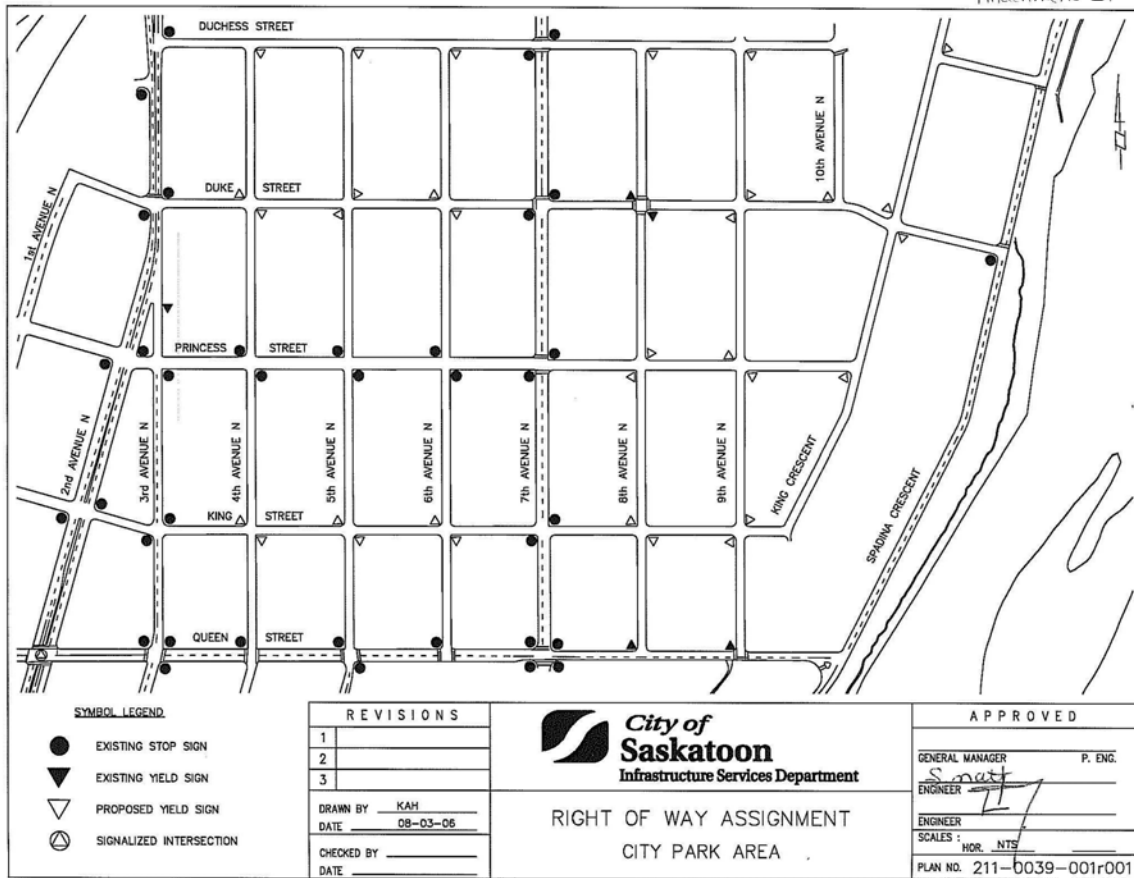 DUCHESS STREET
10th AVENUE N
DUKE STREET
1st AVENUE N
PRINCESS STREET
2nd AVENUE N
3rd AVENUE N
4th AVENUE N
5th AVENUE N
6th AVENUE N
7th AVENUE N
8th AVENUE N
9th AVENUE N
KING CRESCENT
KING STREET
SPADINA CRESCENT
QUEEN STREET
SYMBOL LEGEND
EXISTING STOP SIGN
EXISTING YIELD SIGN
PROPOSED YIELD SIGN
SIGNALIZED INTERSECTION
REVISIONS
1
2
3
DRAWN BY KAH
DATE 08-03-06
CHECKED BY
DATE
City of
Saskatoon
Infrastructure Services Department
RIGHT OF WAY ASSIGNMENT
CITY PARK AREA
APPROVED
GENERAL MANAGER P. ENG.
ENGINEER
ENGINEER
SCALES :
HOR. NTS
PLAN NO. 211-0039-001r001